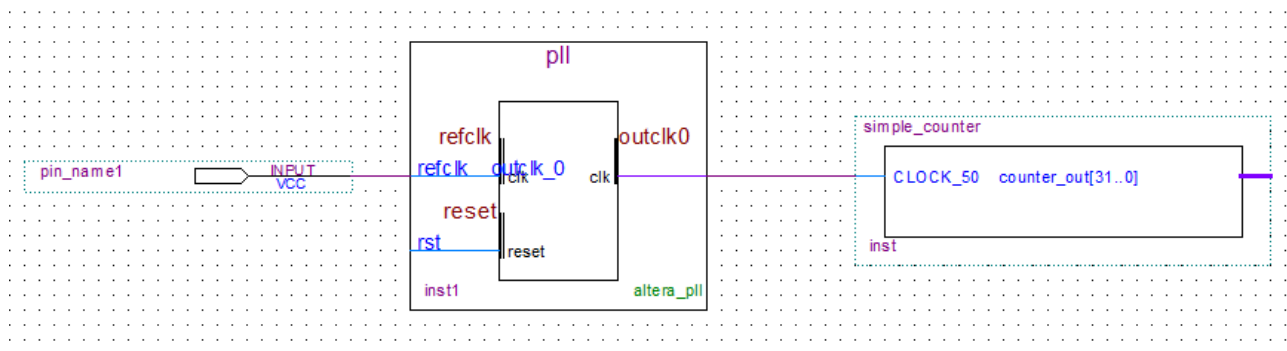 pll
simple_counter
refclk
outclk0
pin_name1
INPUT
VCC
refclk
outclk_0
clk
clk
CLOCK_50
counter_out[31..0]
reset
rst
reset
inst
inst1
altera_pll